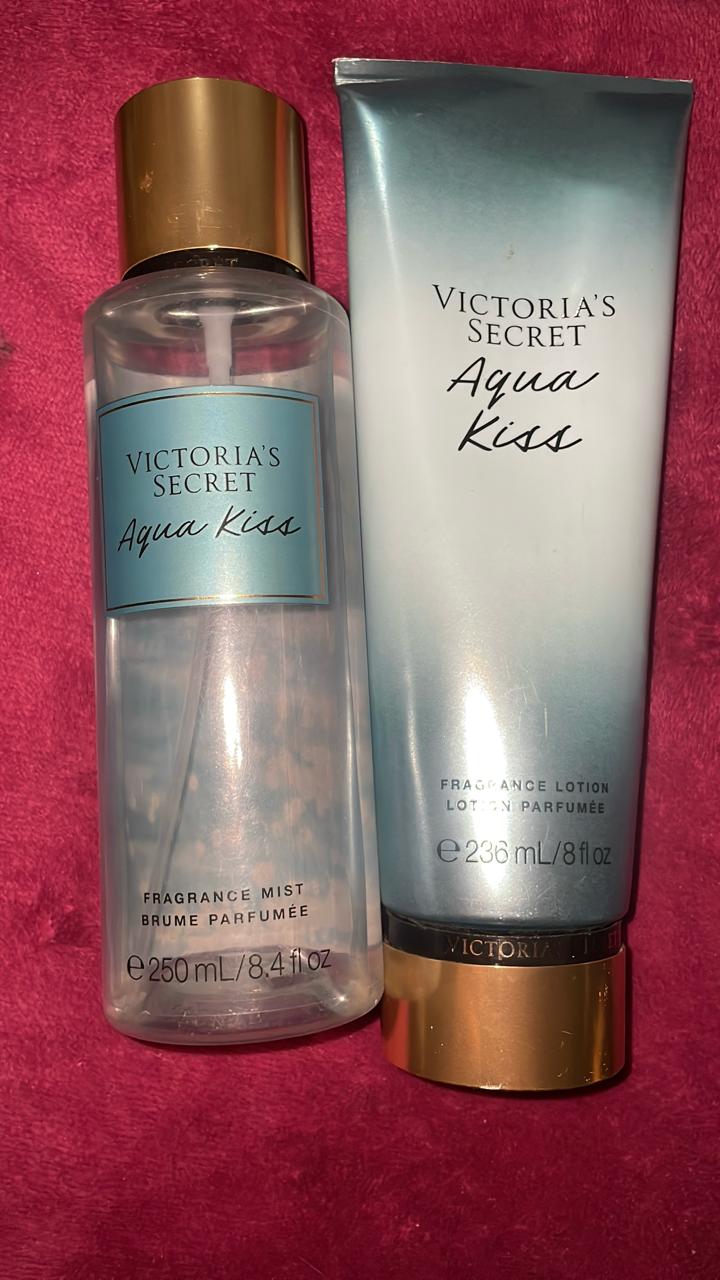 VICTORIA'S
SECRET
Aqua Kiss
FRAGRANCE MIST
BRUME PARFUMÉE
℮250 mL/8.4 fl oz
VICTORIA'S
SECRET
Aqua
Kiss
FRAGRANCE LOTION
LOTION PARFUMÉE
℮236 mL/8 fl oz